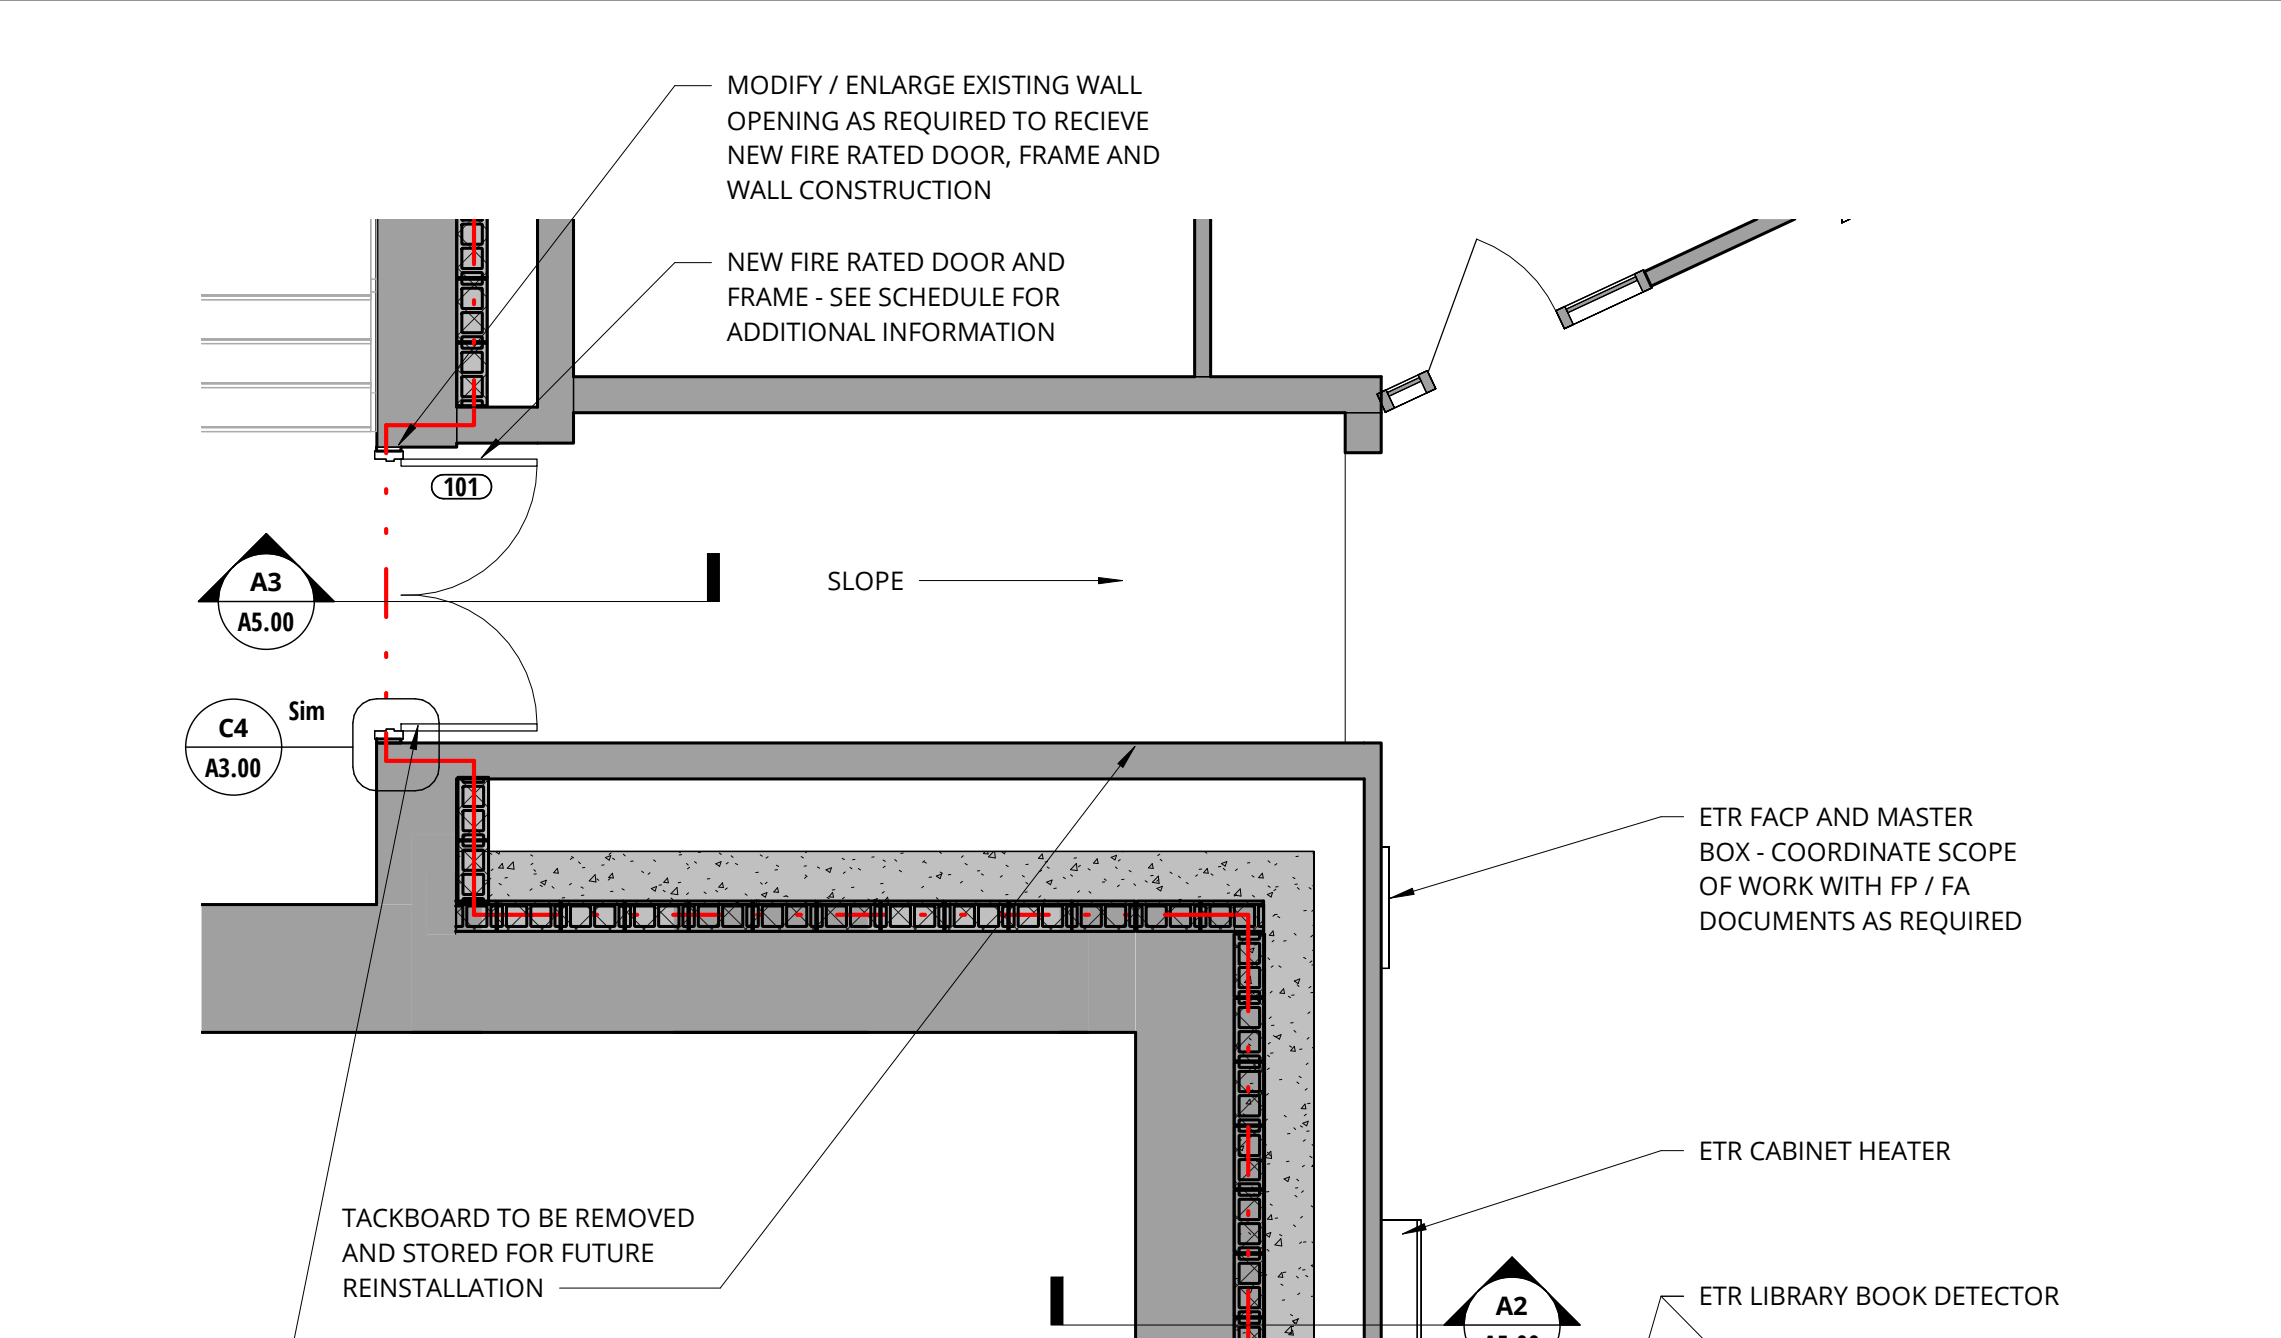 MODIFY / ENLARGE EXISTING WALL
OPENING AS REQUIRED TO RECIEVE
NEW FIRE RATED DOOR, FRAME AND
WALL CONSTRUCTION
NEW FIRE RATED DOOR AND
FRAME - SEE SCHEDULE FOR
ADDITIONAL INFORMATION
101
A3
A5.00
SLOPE
Sim
C4
A3.00
ETR FACP AND MASTER
BOX - COORDINATE SCOPE
OF WORK WITH FP / FA
DOCUMENTS AS REQUIRED
ETR CABINET HEATER
TACKBOARD TO BE REMOVED
AND STORED FOR FUTURE
REINSTALLATION
ETR LIBRARY BOOK DETECTOR
A2